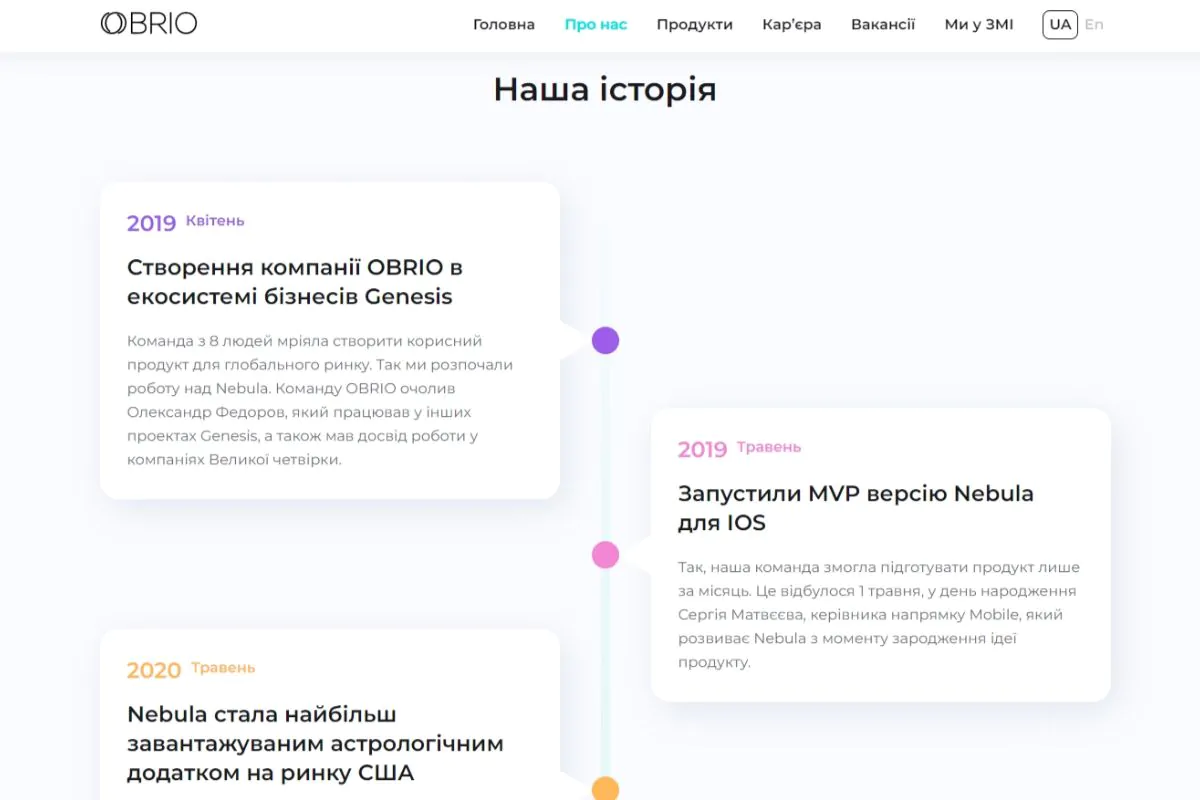 OBRIO
Головна Про нас Продукти Кар’єра Вакансії Ми у ЗМІ UA En
Наша історія
2019 Квітень
Створення компанії OBRIO в
екосистемі бізнесів Genesis
Команда з 8 людей мріяла створити корисний
продукт для глобального ринку. Так ми розпочали
роботу над Nebula. Команду OBRIO очолив
Олександр Федоров, який працював у інших
проектах Genesis, а також мав досвід роботи у
компаніях Великої четвірки.
2019 Травень
Запустили MVP версію Nebula
для IOS
Так, наша команда змогла підготувати продукт лише
за місяць. Це відбулося 1 травня, у день народження
Сергія Матвєєва, керівника напрямку Mobile, який
розвиває Nebula з моменту зародження ідеї
продукту.
2020 Травень
Nebula стала найбільш
завантажуваним астрологічним
додатком на ринку США